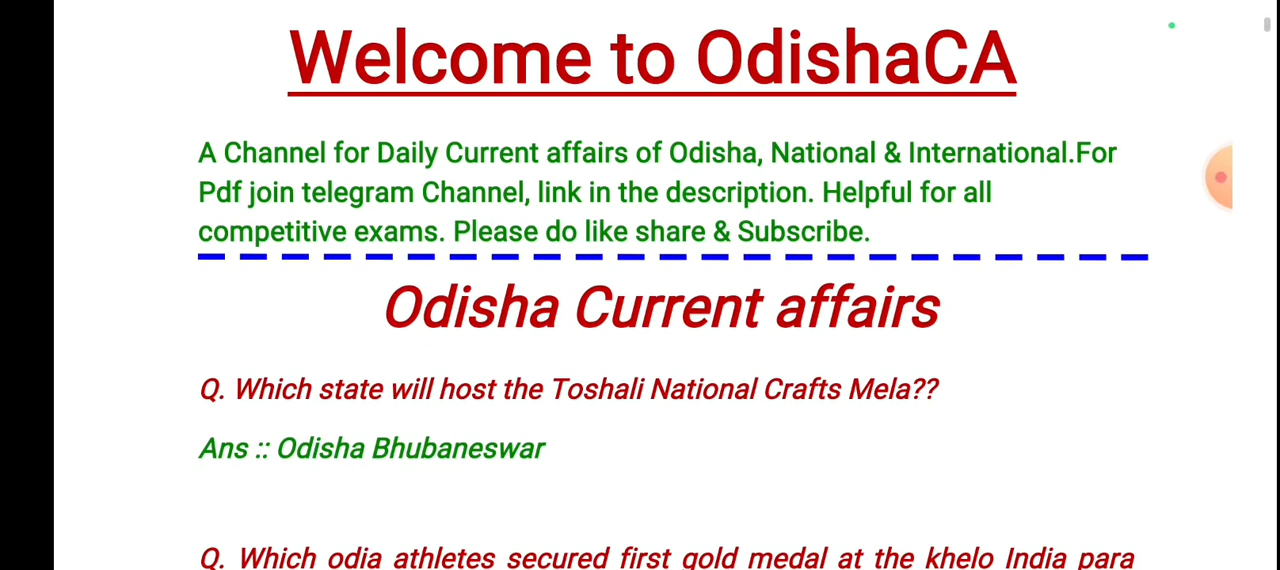 Welcome to OdishaCA
A Channel for Daily Current affairs of Odisha, National & International.For
Pdf join telegram Channel, link in the description. Helpful for all
competitive exams. Please do like share & Subscribe.
Odisha Current affairs
Q. Which state will host the Toshali National Crafts Mela??
Ans :: Odisha Bhubaneswar
Q. Which odia athletes secured first gold medal at the khelo India para